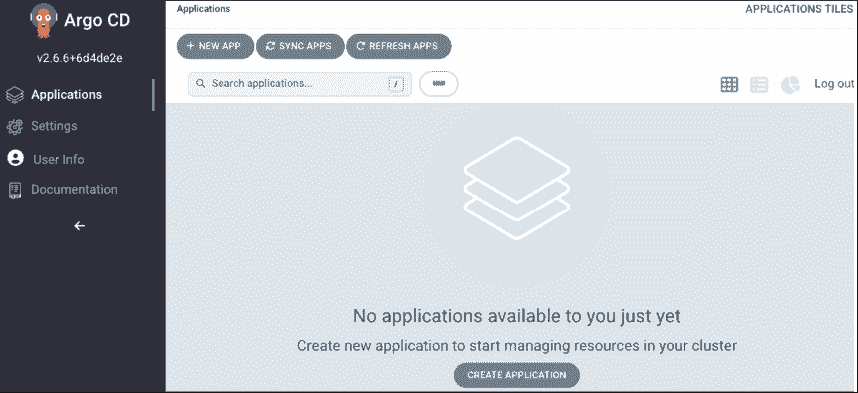 Argo CD
v2.6.6+6d4de2e
Applications
Settings
User Info
Documentation
Applications
APPLICATIONS TILES
+ NEW APP
SYNC APPS
REFRESH APPS
Search applications...
/
Log out
No applications available to you just yet
Create new application to start managing resources in your cluster
CREATE APPLICATION